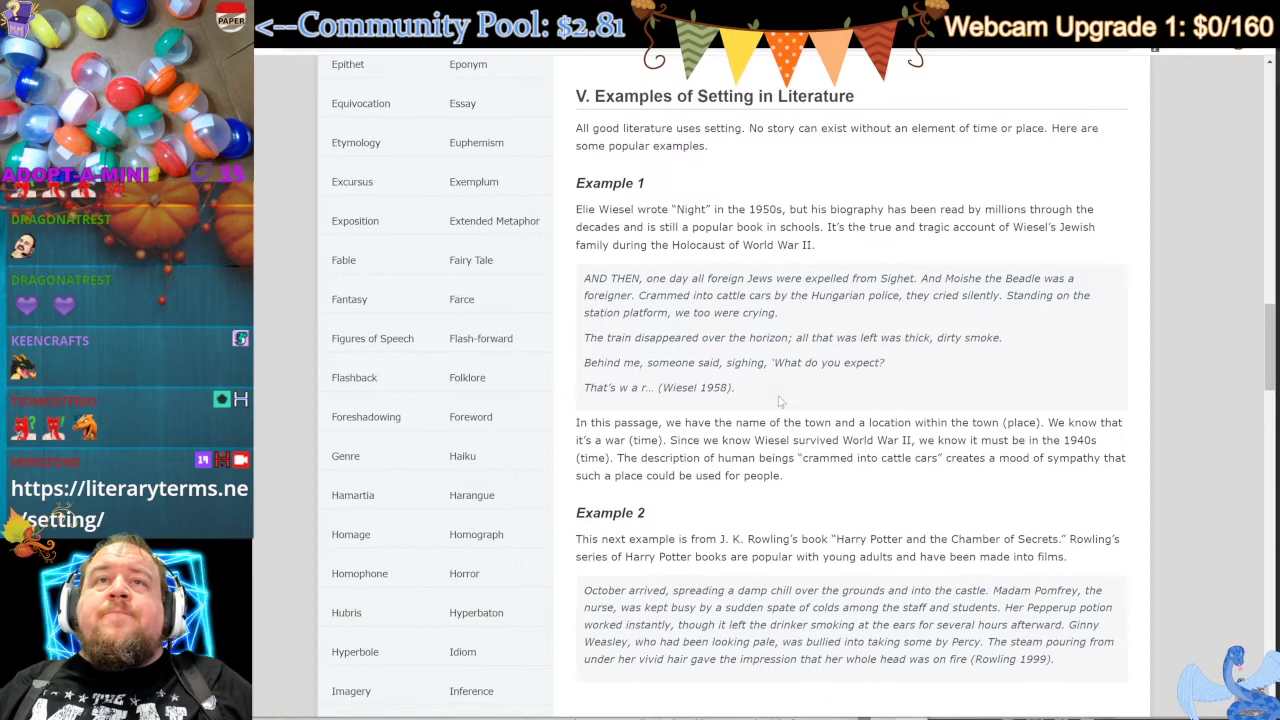 PAPER
<--Community Pool: $2.81
Webcam Upgrade 1: $0/160
ADOPT-A-MINI
35
DRAGONATREST
DRAGONATREST
KEENCRAFTS
HEROZONE
19
https://literaryterms.ne
/setting/
Epithet Eponym
Equivocation Essay
Etymology Euphemism
Excursus Exemplum
Exposition Extended Metaphor
Fable Fairy Tale
Fantasy Farce
Figures of Speech Flash-forward
Flashback Folklore
Foreshadowing Foreword
Genre Haiku
Hamartia Harangue
Homage Homograph
Homophone Horror
Hubris Hyperbaton
Hyperbole Idiom
Imagery Inference
V. Examples of Setting in Literature
All good literature uses setting. No story can exist without an element of time or place. Here are
some popular examples.
Example 1
Elie Wiesel wrote “Night” in the 1950s, but his biography has been read by millions through the
decades and is still a popular book in schools. It’s the true and tragic account of Wiesel’s Jewish
family during the Holocaust of World War II.
AND THEN, one day all foreign Jews were expelled from Sighet. And Moishe the Beadle was a
foreigner. Crammed into cattle cars by the Hungarian police, they cried silently. Standing on the
station platform, we too were crying.
The train disappeared over the horizon; all that was left was thick, dirty smoke.
Behind me, someone said, sighing, ‘What do you expect?
That’s w a r… (Wiesel 1958).
In this passage, we have the name of the town and a location within the town (place). We know that
it’s a war (time). Since we know Wiesel survived World War II, we know it must be in the 1940s
(time). The description of human beings “crammed into cattle cars” creates a mood of sympathy that
such a place could be used for people.
Example 2
This next example is from J. K. Rowling’s book “Harry Potter and the Chamber of Secrets.” Rowling’s
series of Harry Potter books are popular with young adults and have been made into films.
October arrived, spreading a damp chill over the grounds and into the castle. Madam Pomfrey, the
nurse, was kept busy by a sudden spate of colds among the staff and students. Her Pepperup potion
worked instantly, though it left the drinker smoking at the ears for several hours afterward. Ginny
Weasley, who had been looking pale, was bullied into taking some by Percy. The steam pouring from
under her vivid hair gave the impression that her whole head was on fire (Rowling 1999).